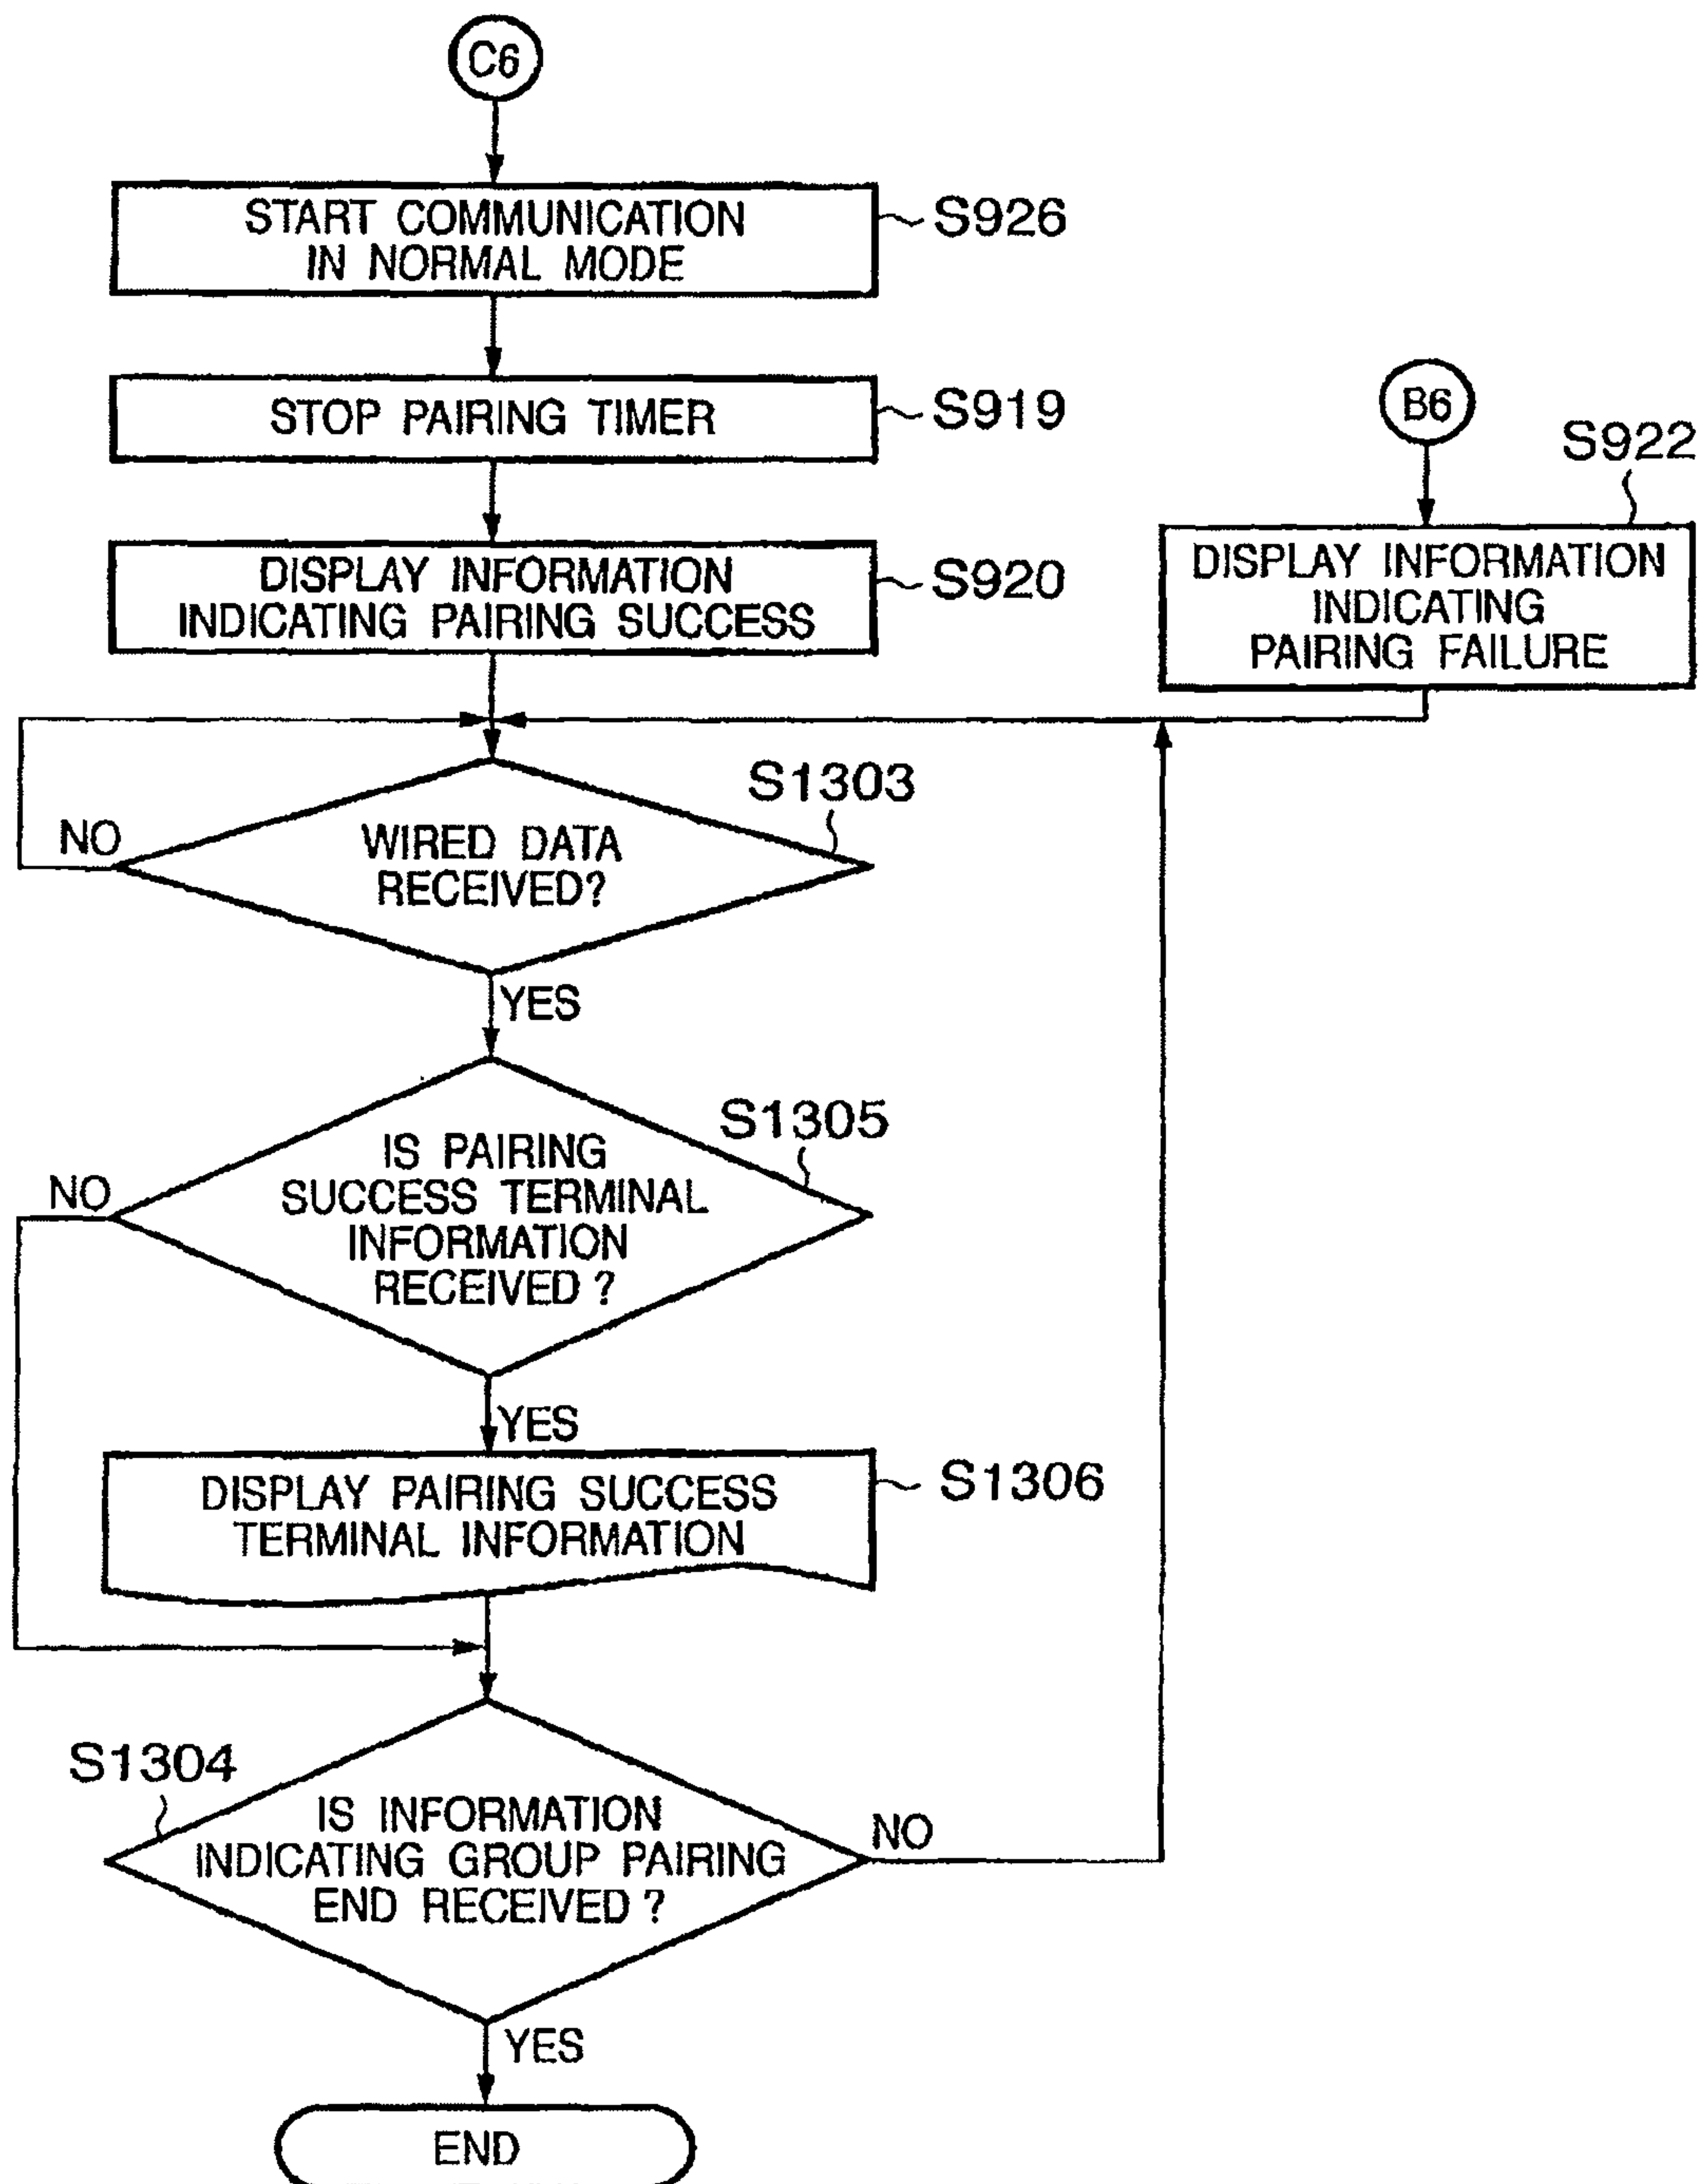 C6
START COMMUNICATION
IN NORMAL MODE
S926
STOP PAIRING TIMER
S919
B6
S922
DISPLAY INFORMATION
INDICATING PAIRING SUCCESS
S920
DISPLAY INFORMATION
INDICATING
PAIRING FAILURE
S1303
NO
WIRED DATA
RECEIVED?
YES
S1305
NO
IS PAIRING
SUCCESS TERMINAL
INFORMATION
RECEIVED ?
YES
DISPLAY PAIRING SUCCESS
TERMINAL INFORMATION
S1306
S1304
IS INFORMATION
INDICATING GROUP PAIRING
END RECEIVED ?
NO
YES
END